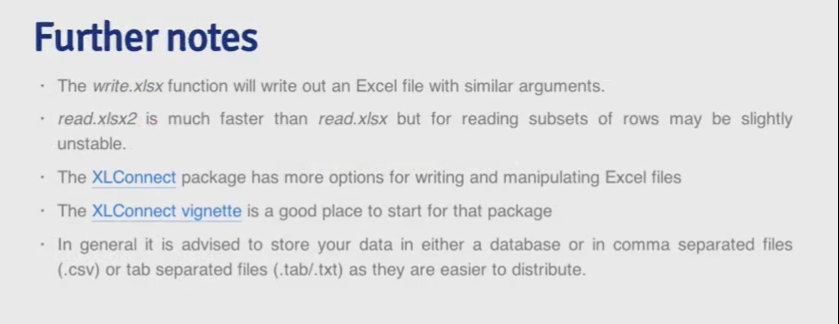 Further notes
· The write.xlsx function will write out an Excel file with similar arguments.
· read.xlsx2 is much faster than read.xlsx but for reading subsets of rows may be slightly
unstable.
· The XLConnect package has more options for writing and manipulating Excel files
· The XLConnect vignette is a good place to start for that package
· In general it is advised to store your data in either a database or in comma separated files
(.csv) or tab separated files (.tab/.txt) as they are easier to distribute.